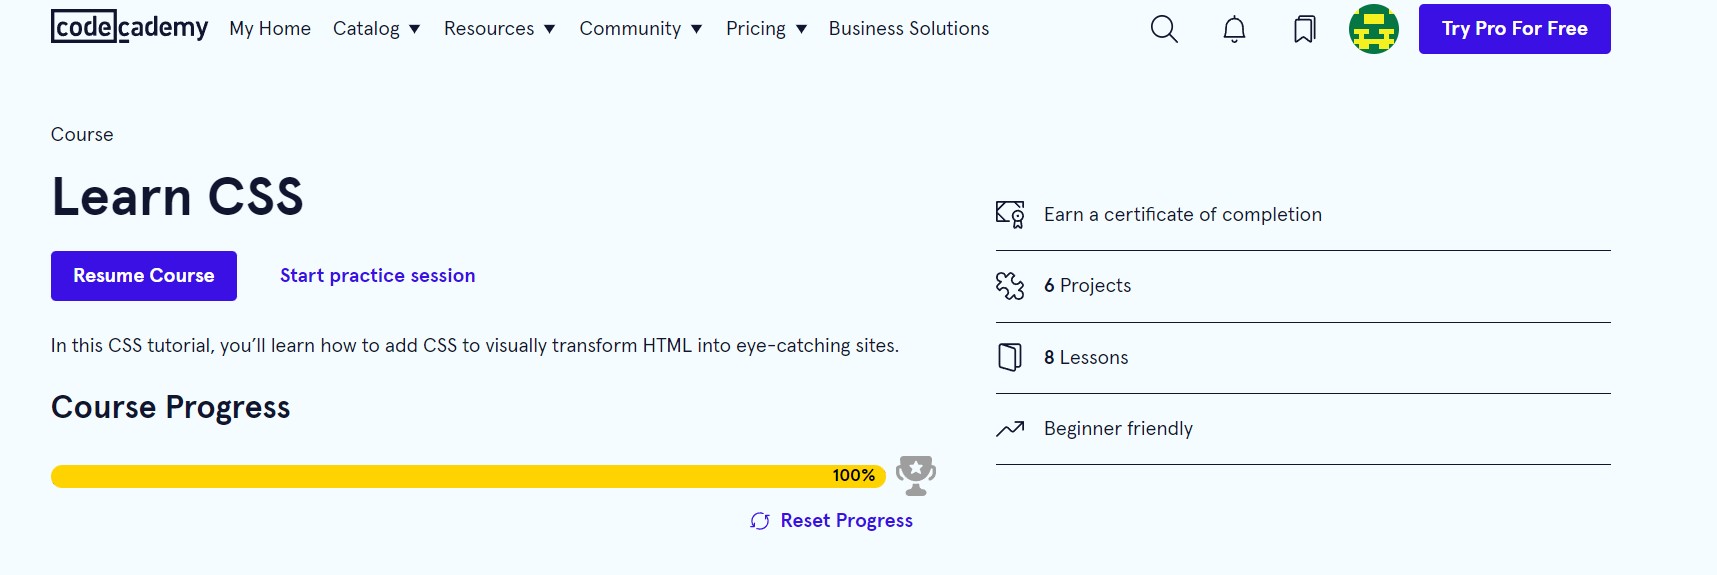 codecademy My Home Catalog Resources Community Pricing Business Solutions Try Pro For Free
Course
Learn CSS
Resume Course Start practice session
In this CSS tutorial, you’ll learn how to add CSS to visually transform HTML into eye-catching sites.
Course Progress
100%
Reset Progress
Earn a certificate of completion
6 Projects
8 Lessons
Beginner friendly